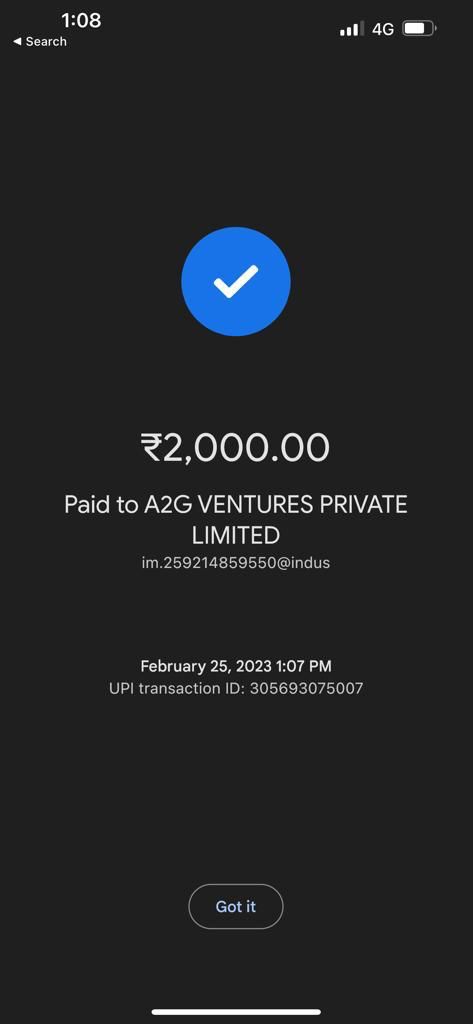 1:08
4G
◀ Search
₹2,000.00
Paid to A2G VENTURES PRIVATE
LIMITED
im.259214859550@indus
February 25, 2023 1:07 PM
UPI transaction ID: 305693075007
Got it